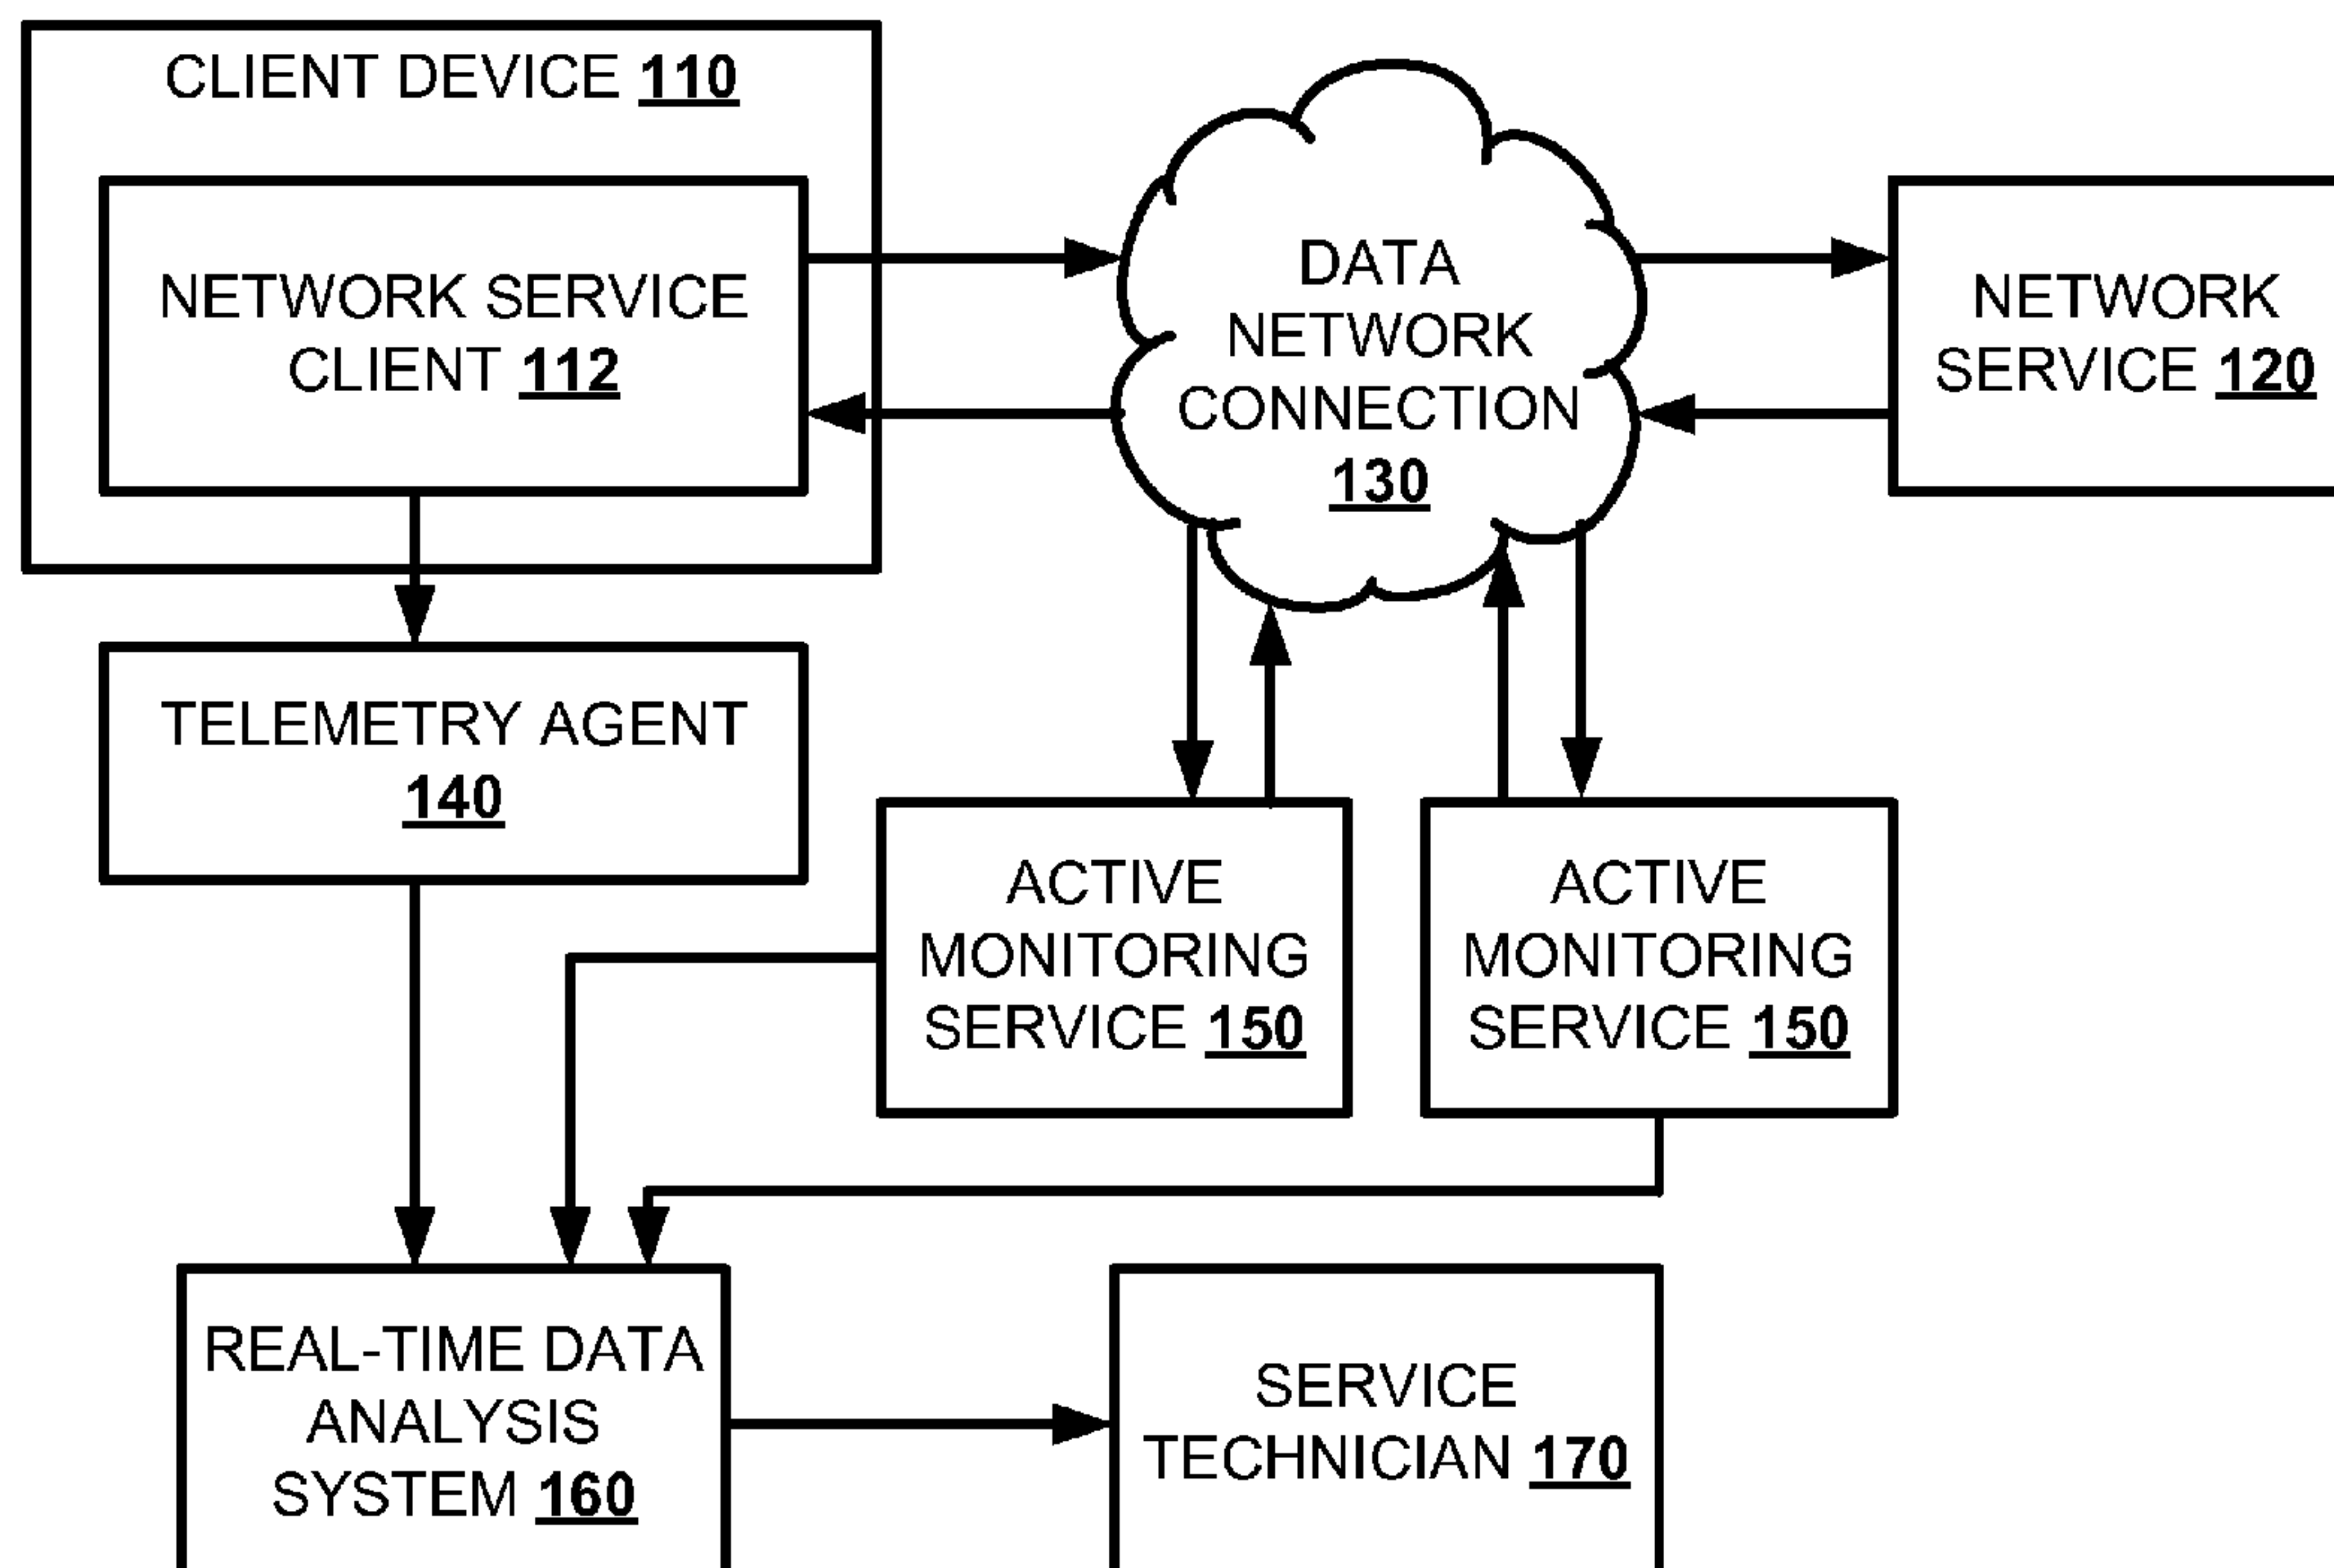 CLIENT DEVICE 110
NETWORK SERVICE
CLIENT 112
DATA
NETWORK
CONNECTION
130
NETWORK
SERVICE 120
TELEMETRY AGENT
140
ACTIVE
MONITORING
SERVICE 150
ACTIVE
MONITORING
SERVICE 150
REAL-TIME DATA
ANALYSIS
SYSTEM 160
SERVICE
TECHNICIAN 170